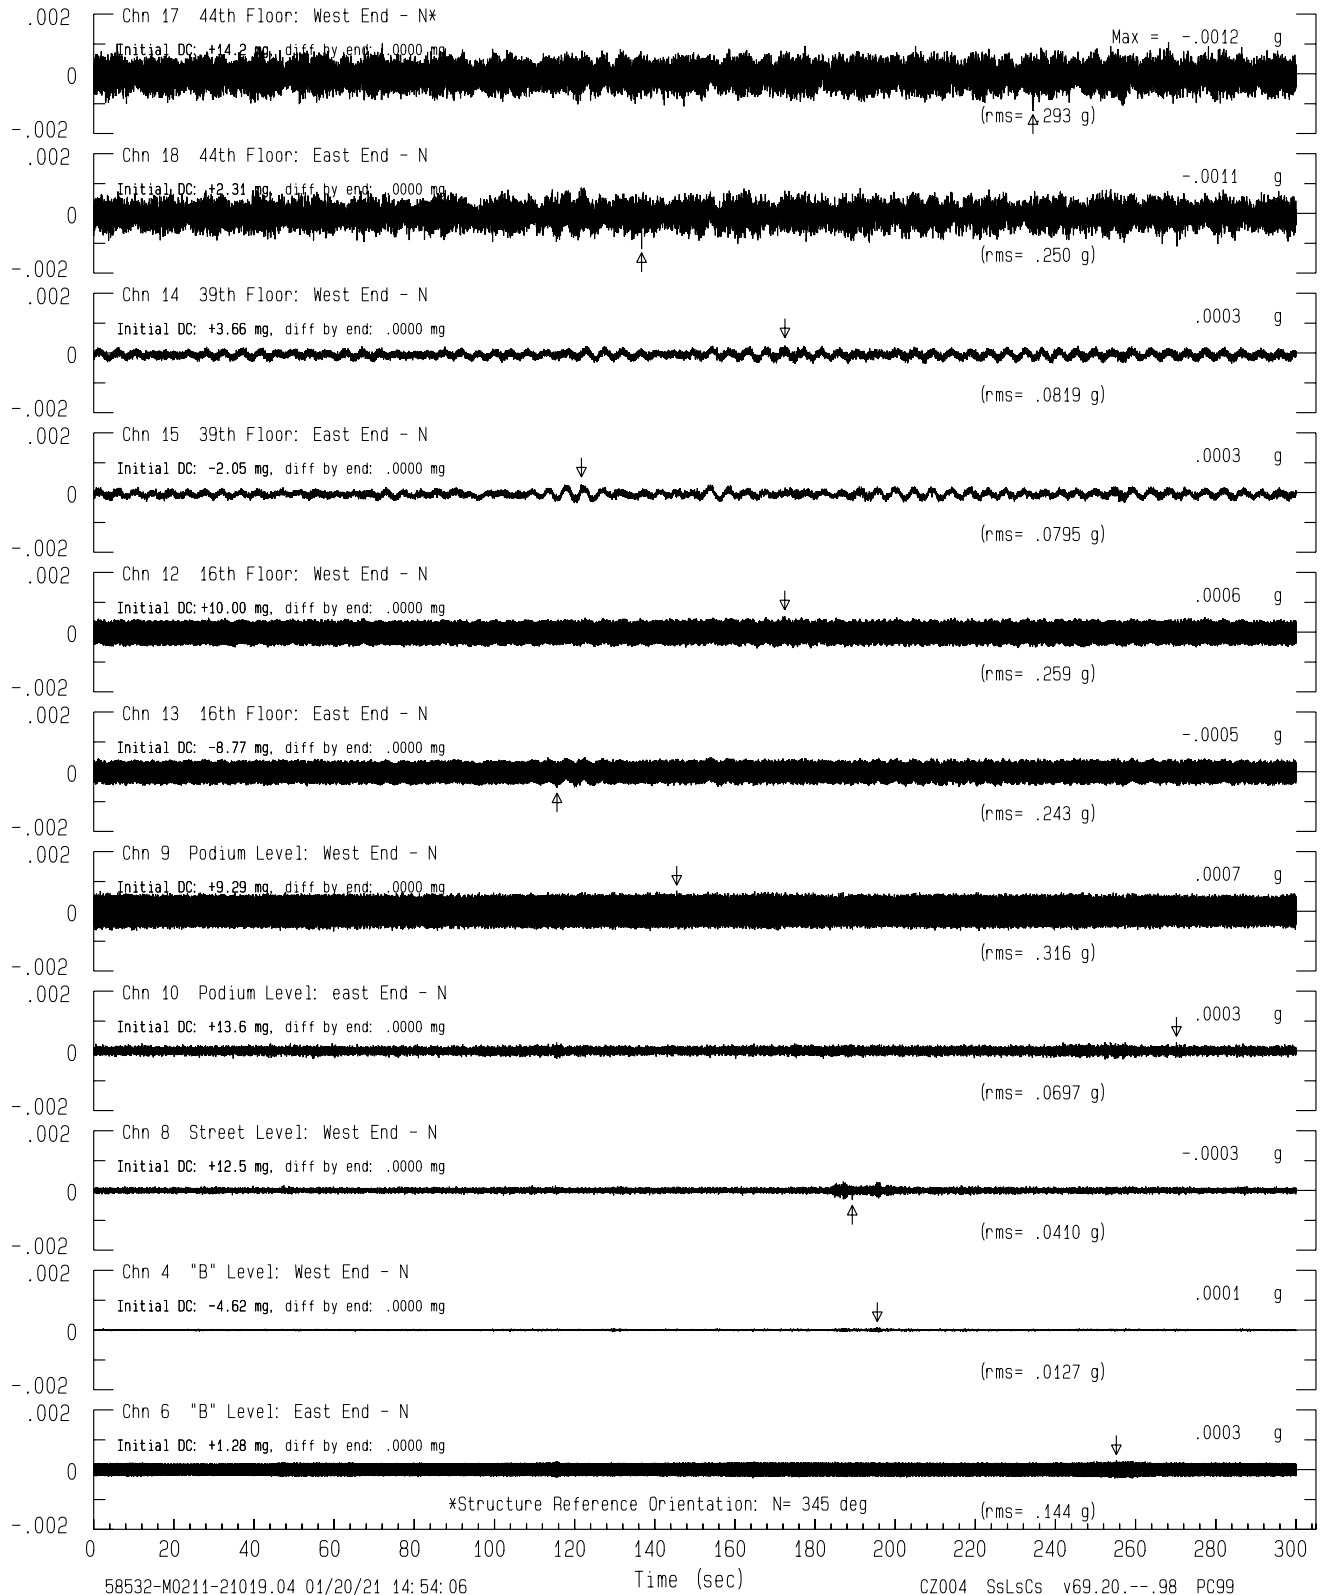 .002 Chn 17 44th Floor: West End - N*
Initial DC: +14.2 mg, diff by end: .0000 mg Max = -.0012 g
0
(rms= .293 g)
-.002
.002 Chn 18 44th Floor: East End - N
Initial DC: +2.31 mg, diff by end: .0000 mg -.0011 g
0
(rms= .250 g)
-.002
.002 Chn 14 39th Floor: West End - N
Initial DC: +3.66 mg, diff by end: .0000 mg .0003 g
0
(rms= .0819 g)
-.002
.002 Chn 15 39th Floor: East End - N
Initial DC: -2.05 mg, diff by end: .0000 mg .0003 g
0
(rms= .0795 g)
-.002
.002 Chn 12 16th Floor: West End - N
Initial DC: +10.00 mg, diff by end: .0000 mg .0006 g
0
(rms= .259 g)
-.002
.002 Chn 13 16th Floor: East End - N
Initial DC: -8.77 mg, diff by end: .0000 mg -.0005 g
0
(rms= .243 g)
-.002
.002 Chn 9 Podium Level: West End - N
Initial DC: +9.29 mg, diff by end: .0000 mg .0007 g
0
(rms= .316 g)
-.002
.002 Chn 10 Podium Level: east End - N
Initial DC: +13.6 mg, diff by end: .0000 mg .0003 g
0
(rms= .0697 g)
-.002
.002 Chn 8 Street Level: West End - N
Initial DC: +12.5 mg, diff by end: .0000 mg -.0003 g
0
(rms= .0410 g)
-.002
.002 Chn 4 "B" Level: West End - N
Initial DC: -4.62 mg, diff by end: .0000 mg .0001 g
0
(rms= .0127 g)
-.002
.002 Chn 6 "B" Level: East End - N
Initial DC: +1.28 mg, diff by end: .0000 mg .0003 g
0
*Structure Reference Orientation: N= 345 deg (rms= .144 g)
-.002
0 20 40 60 80 100 120 140 160 180 200 220 240 260 280 300
Time (sec)
58532-M0211-21019.04 01/20/21 14:54:06 CZ004 SsLsCs v69.20.--.98 PC99